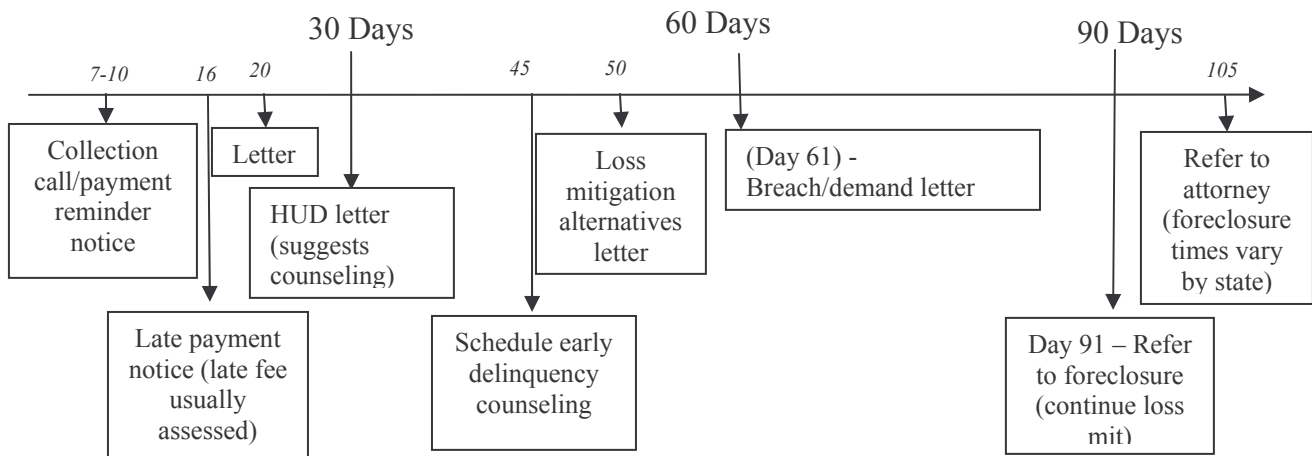 30 Days
60 Days
90 Days
7-10
16
20
45
50
105
Collection
call/payment
reminder
notice
Letter
HUD letter
(suggests
counseling)
Loss
mitigation
alternatives
letter
(Day 61) -
Breach/demand letter
Refer to
attorney
(foreclosure
times vary
by state)
Late payment
notice (late fee
usually
assessed)
Schedule early
delinquency
counseling
Day 91 – Refer
to foreclosure
(continue loss
mit)